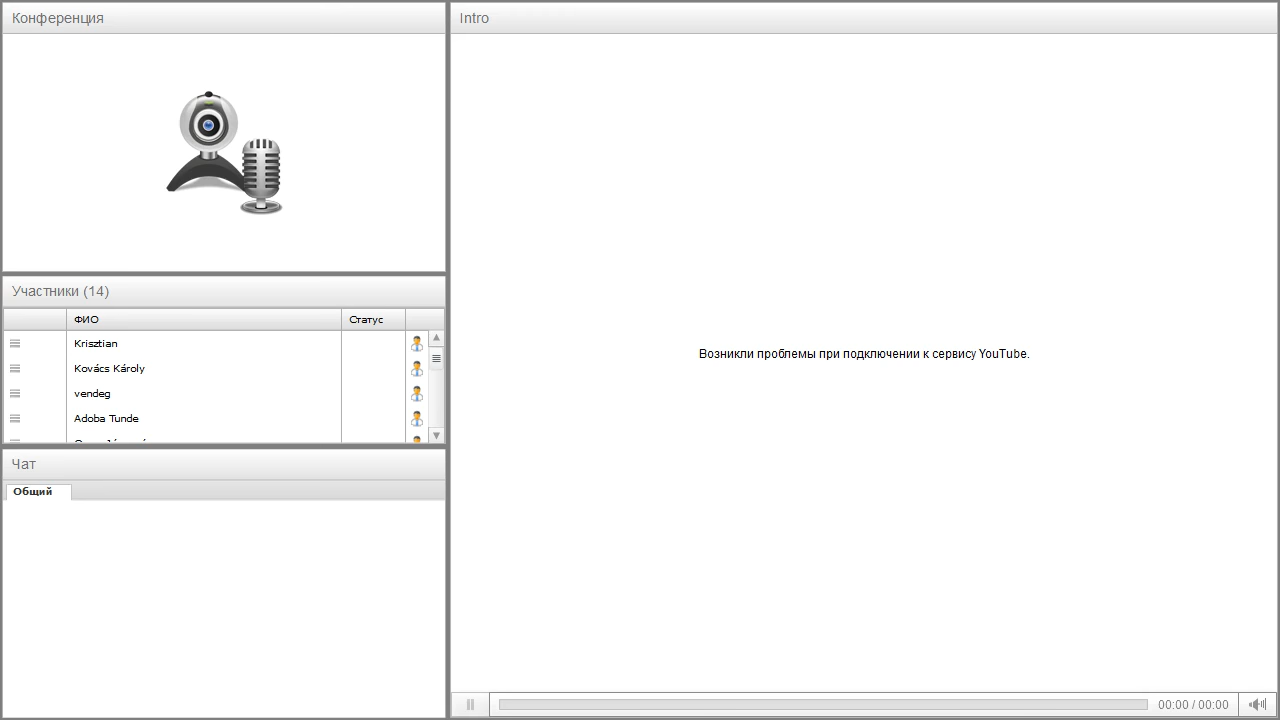 Конференция
Intro
Участники (14)
ФИО
Статус
Krisztian
Kovács Károly
vendeg
Adoba Tunde
Возникли проблемы при подключении к сервису YouTube.
Чат
Общий
00:00 / 00:00